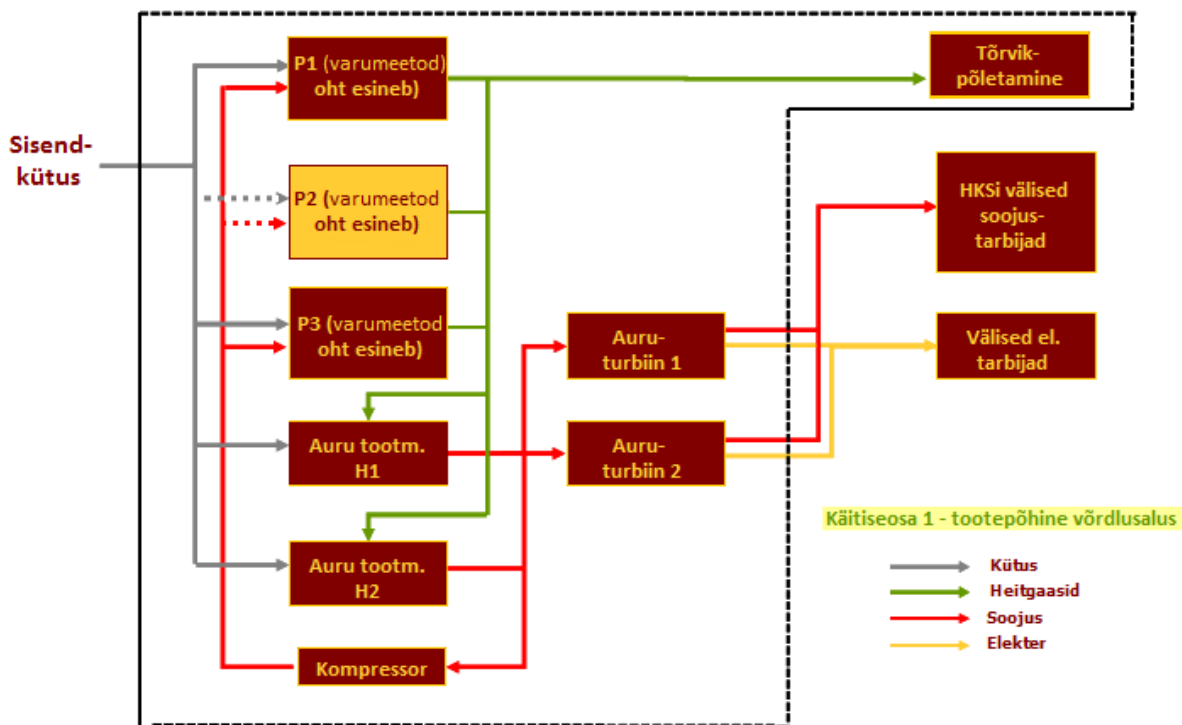 P1 (varumeetod)
oht esineb)
Tõrvik-
põletamine
Sisend-
kütus
P2 (varumeetod
oht esineb)
HKSi välised
soojus-
tarbijad
P3 (varumeetod
oht esineb)
Auru-
turbiin 1
Välised el.
tarbijad
Auru tootm.
H1
Auru-
turbiin 2
Käitiseosa 1 - tootepõhine võrdlusalus
Auru tootm.
H2
Kütus
Heitgaasid
Soojus
Elekter
Kompressor